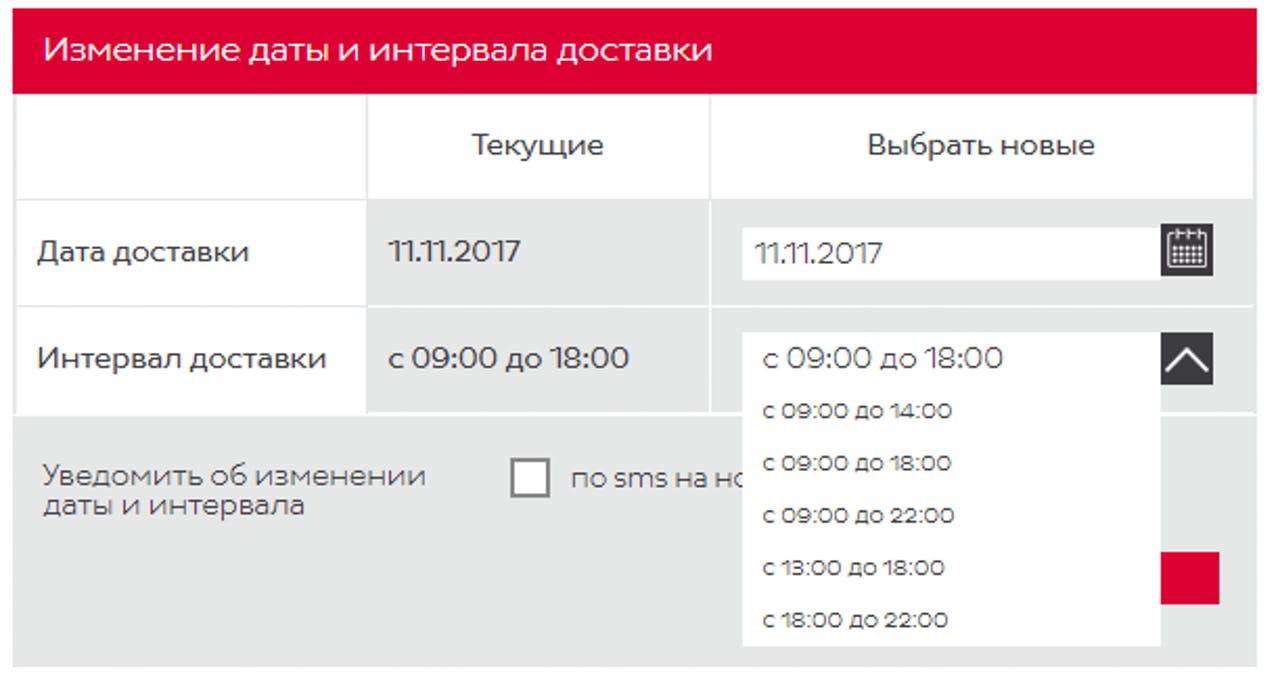 Изменение даты и интервала доставки
Текущие
Выбрать новые
Дата доставки
11.11.2017
11.11.2017
Интервал доставки
с 09:00 до 18:00
с 09:00 до 18:00
с 09:00 до 14:00
с 09:00 до 18:00
с 09:00 до 22:00
с 13:00 до 18:00
с 18:00 до 22:00
Уведомить об изменении
даты и интервала
по sms на